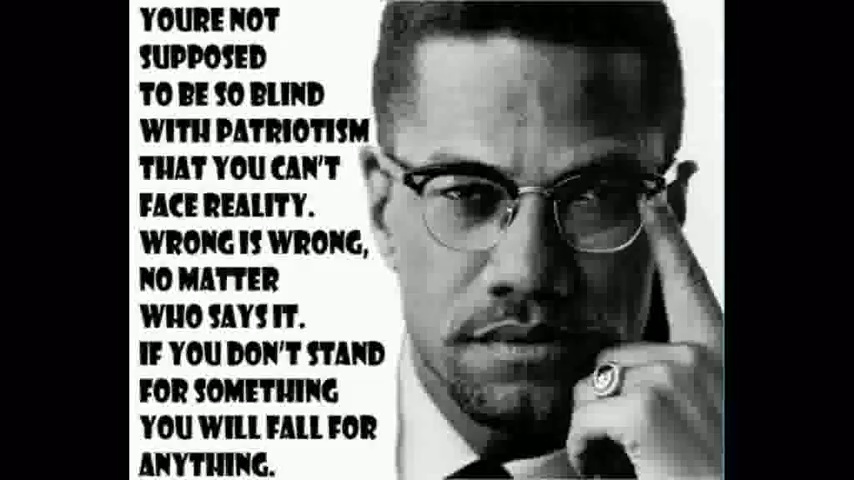 YOURE NOT
SUPPOSED
TO BE SO BLIND
WITH PATRIOTISM
THAT YOU CAN'T
FACE REALITY.
WRONG IS WRONG,
NO MATTER
WHO SAYS IT.
IF YOU DON'T STAND
FOR SOMETHING
YOU WILL FALL FOR
ANYTHING.